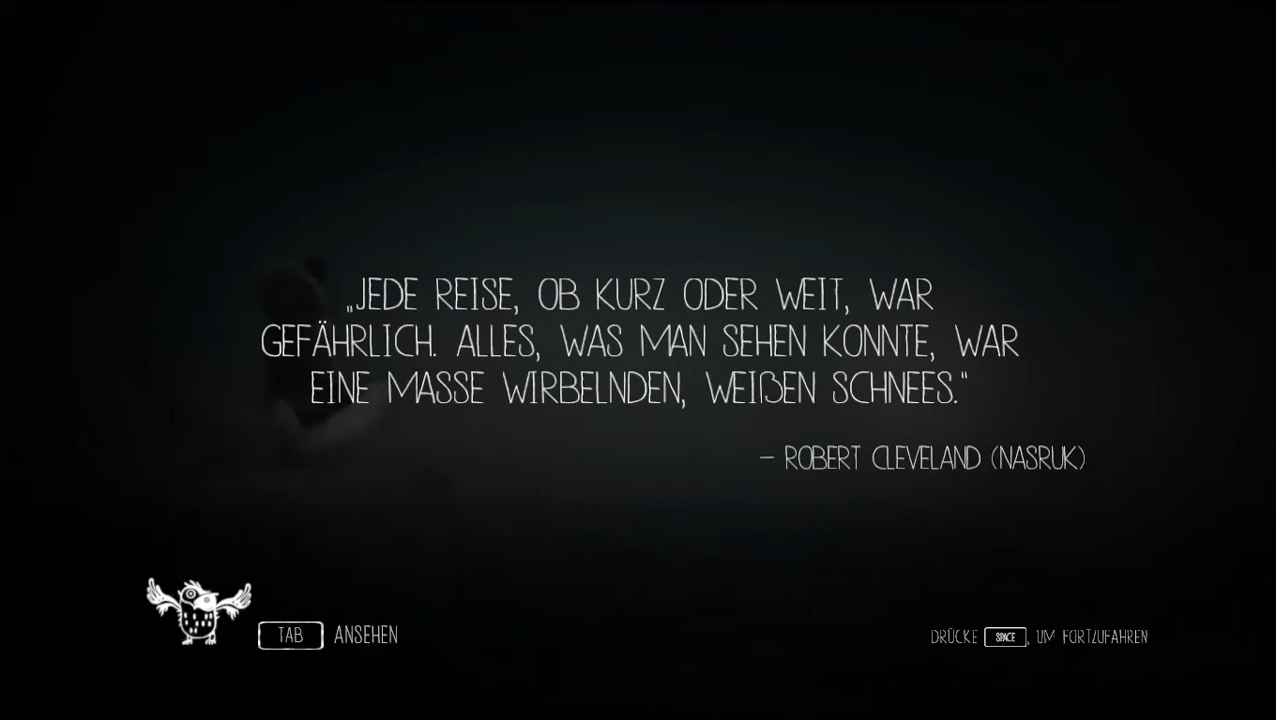 „JEDE REISE, OB KURZ ODER WEIT, WAR
GEFÄHRLICH. ALLES, WAS MAN SEHEN KONNTE, WAR
EINE MASSE WIRBELNDEN, WEIßEN SCHNEES."
– ROBERT CLEVELAND (NASRUK)
TAB ANSEHEN
DRÜCKE SPACE, UM FORTZUFAHREN